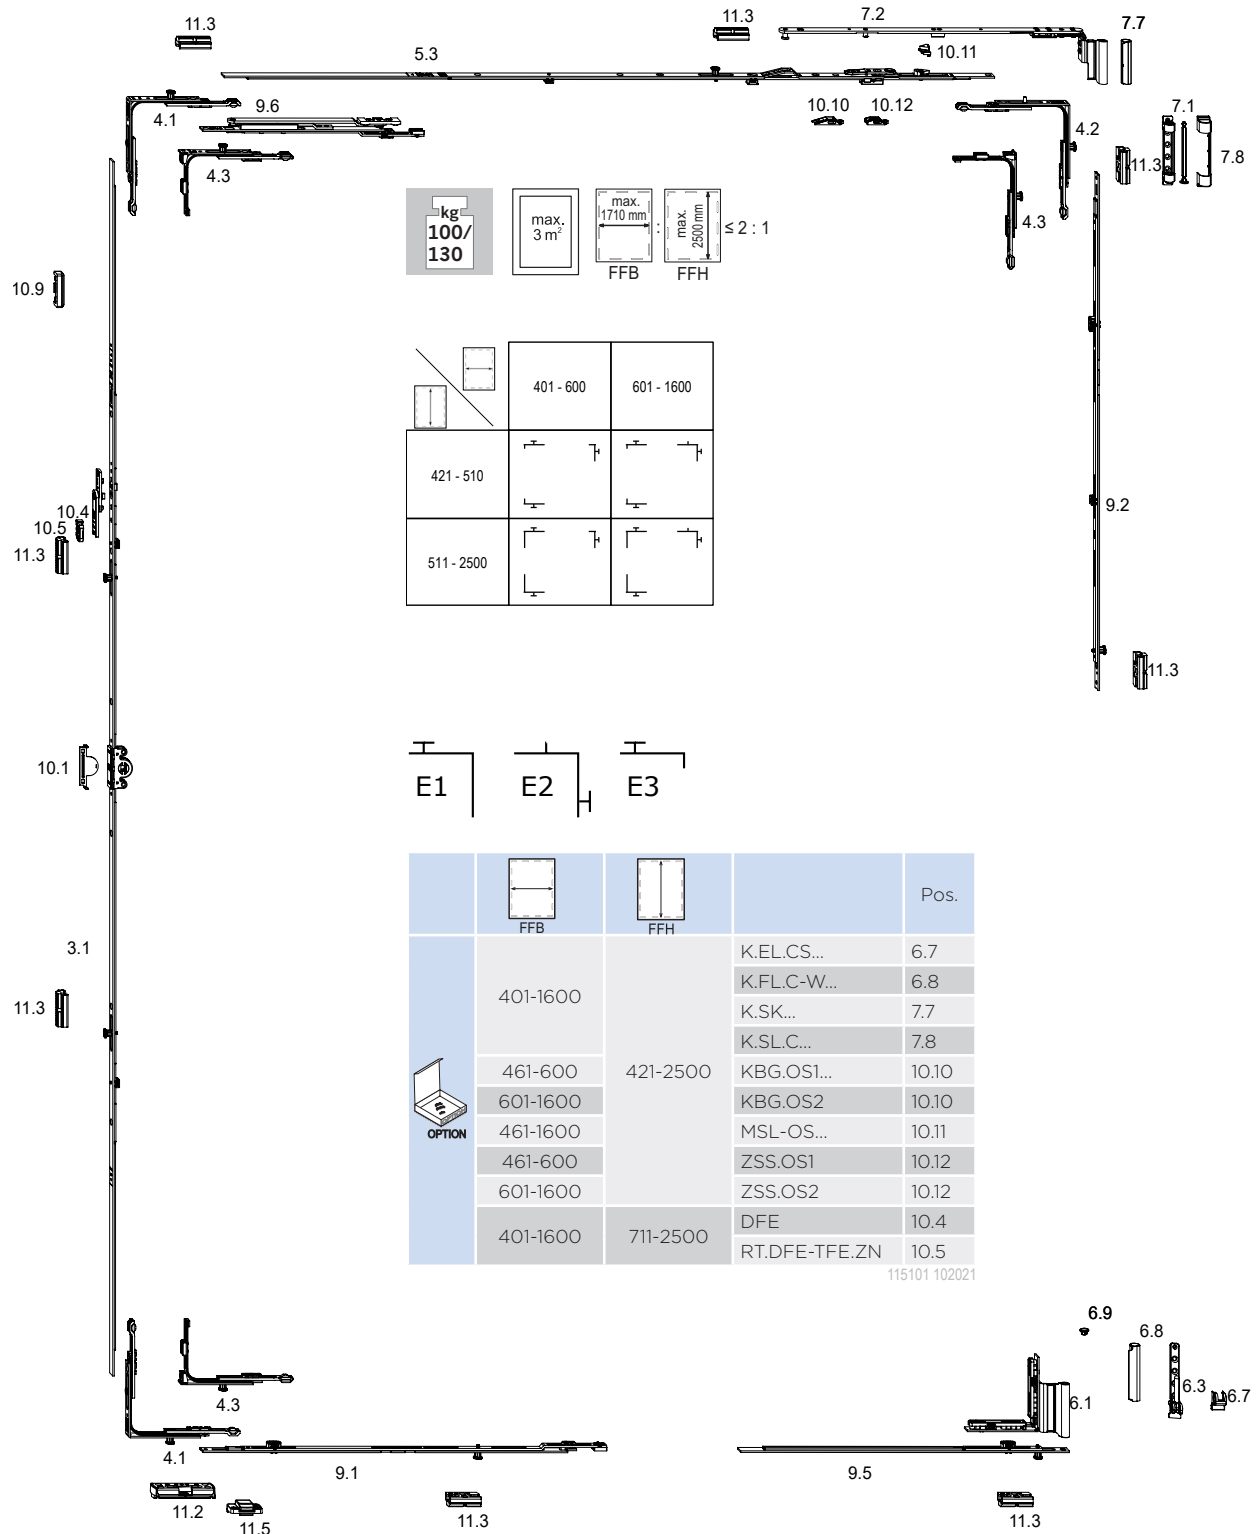 11.3
11.3
7.2
7.7
5.3
10.11
9.6
4.1
10.10
10.12
7.1
4.2
4.3
11.3
7.8
4.3
kg
100/
130
max.
3 m²
max.
1710 mm
FFB
:
max.
2500 mm
FFH
≤ 2 : 1
10.9
401 - 600
601 - 1600
421 - 510
511 - 2500
10.4
10.5
11.3
9.2
11.3
10.1
E1
E2
E3
3.1
11.3
FFB
FFH
Pos.
401-1600
421-2500
K.EL.CS...
6.7
K.FL.C-W...
6.8
K.SK...
7.7
K.SL.C...
7.8
461-600
KBG.OS1...
10.10
601-1600
KBG.OS2
10.10
461-1600
MSL-OS...
10.11
461-600
ZSS.OS1
10.12
601-1600
ZSS.OS2
10.12
401-1600
711-2500
DFE
10.4
RT.DFE-TFE.ZN
10.5
OPTION
115101 102021
6.9
6.8
6.3
6.7
6.1
4.3
4.1
9.1
9.5
11.2
11.5
11.3
11.3